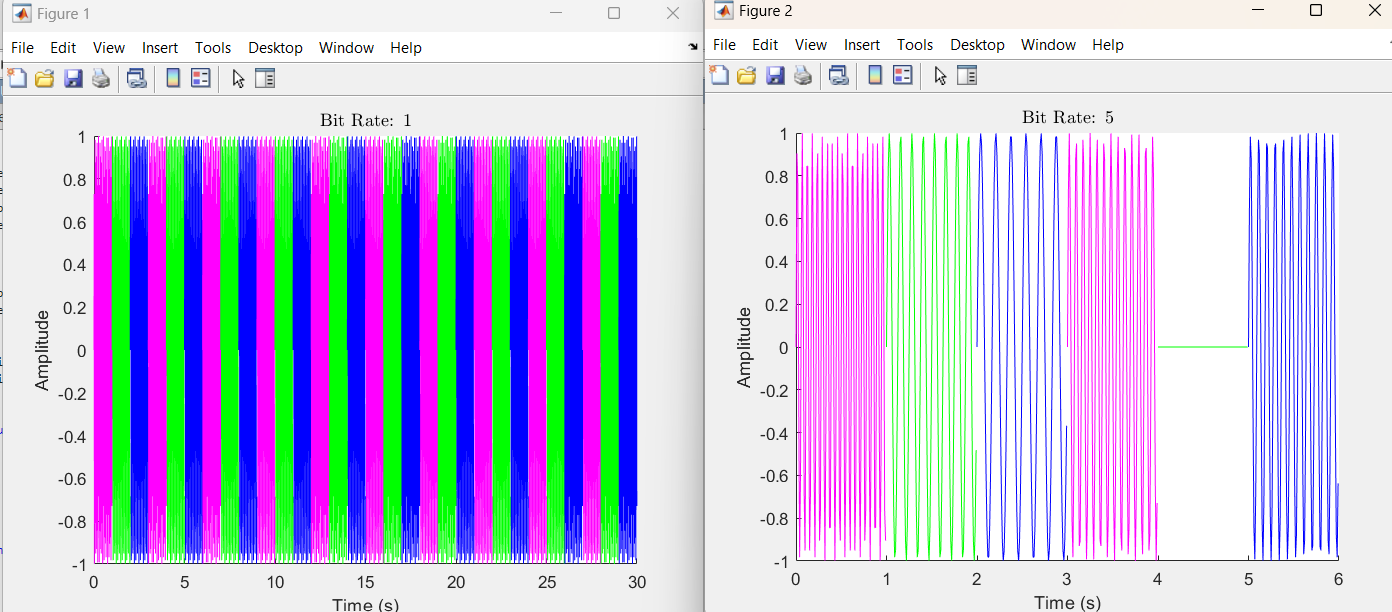 Figure 1
File Edit View Insert Tools Desktop Window Help
Bit Rate: 1
Amplitude
1
0.8
0.6
0.4
0.2
0
-0.2
-0.4
-0.6
-0.8
-1
0 5 10 15 20 25 30
Time (s)
Figure 2
File Edit View Insert Tools Desktop Window Help
Bit Rate: 5
Amplitude
1
0.8
0.6
0.4
0.2
0
-0.2
-0.4
-0.6
-0.8
-1
0 1 2 3 4 5 6
Time (s)